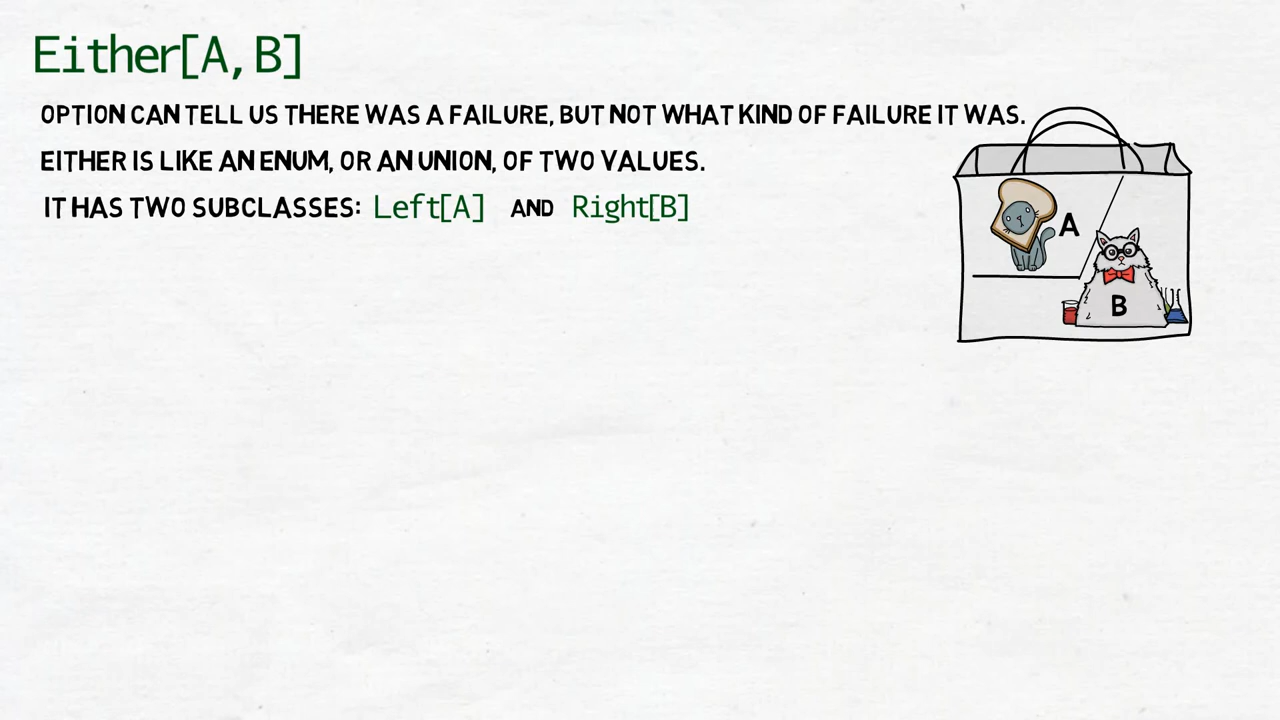 Either[A,B]
OPTION CAN TELL US THERE WAS A FAILURE, BUT NOT WHAT KIND OF FAILURE IT WAS.
EITHER IS LIKE AN ENUM, OR AN UNION, OF TWO VALUES.
IT HAS TWO SUBCLASSES: Left[A] AND Right[B]
A
B